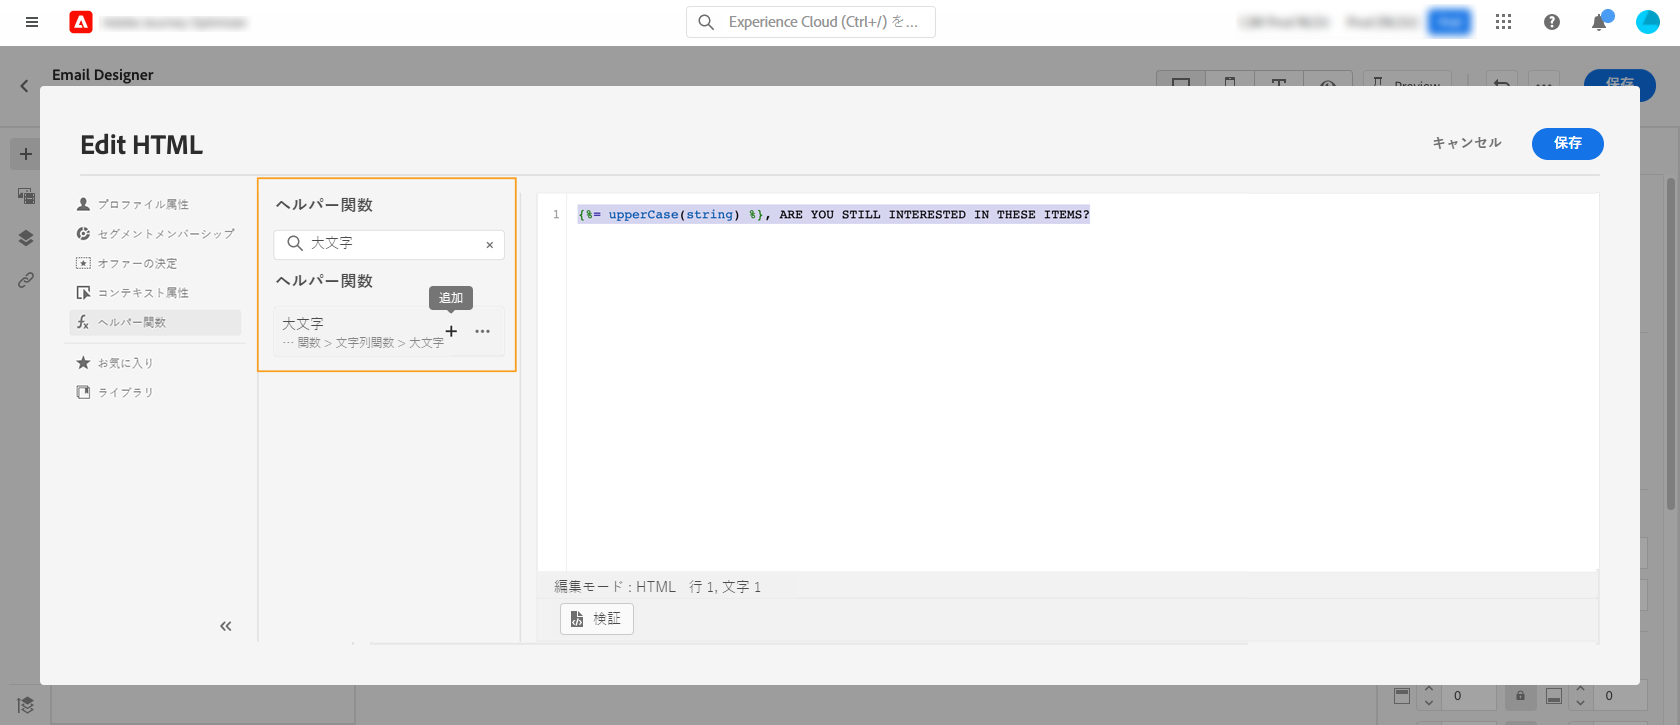 Experience Cloud (Ctrl+/) を...
Email Designer
Preview
保存
Edit HTML
キャンセル
保存
プロファイル属性
セグメントメンバーシップ
オファーの決定
コンテキスト属性
ヘルパー関数
お気に入り
ライブラリ
ヘルパー関数
大文字
ヘルパー関数
追加
大文字
... 関数 > 文字列関数 > 大文字
1
{%= upperCase(string) %}, ARE YOU STILL INTERESTED IN THESE ITEMS?
編集モード : HTML 行 1, 文字 1
検証
0
0